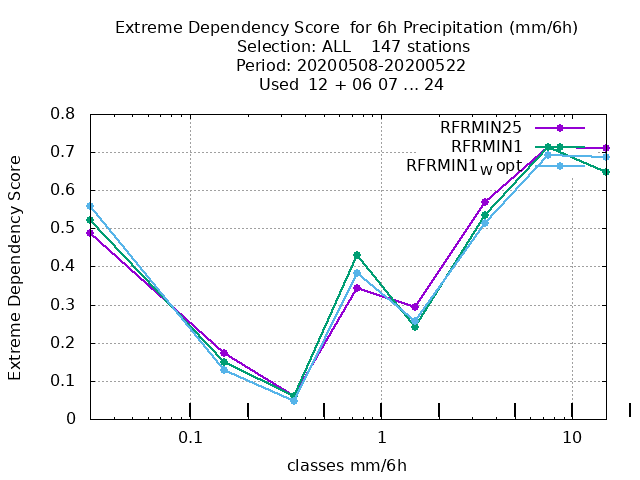 Extreme Dependency Score for 6h Precipitation (mm/6h)
Selection: ALL 147 stations
Period: 20200508-20200522
Used 12 + 06 07 ... 24
0.8
0.7
0.6
0.5
0.4
0.3
0.2
0.1
0
Extreme Dependency Score
RFRMIN25
RFRMIN1
RFRMIN1W opt
0.1 1 10
classes mm/6h